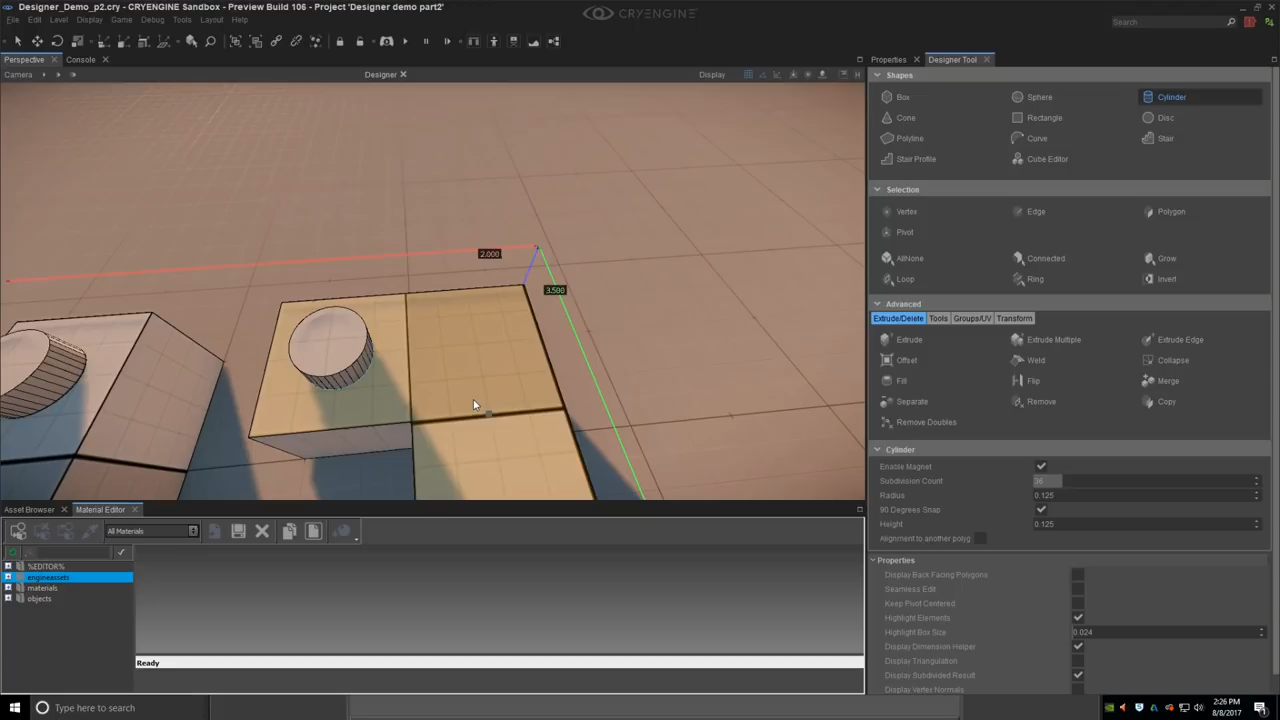 Designer_Demo_p2.cry - CRYENGINE Sandbox - Preview Build 106 - Project 'Designer demo part2'
CRYENGINE
File Edit Level Display Game Debug Tools Layout Help
Search
Perspective Console
Properties Designer Tool
Camera Designer Display H
Shapes
Box Sphere Cylinder
Cone Rectangle Disc
Polyline Curve Stair
Stair Profile Cube Editor
Selection
Vertex Edge Polygon
Pivot
AllNone Connected Grow
Loop Ring Invert
Advanced
Extrude/Delete Tools Groups/UV Transform
Extrude Extrude Multiple Extrude Edge
Offset Weld Collapse
Fill Flip Merge
Separate Remove Copy
Remove Doubles
Cylinder
Enable Magnet
Subdivision Count 36
Radius 0.125
90 Degrees Snap
Height 0.125
Alignment to another polyg
Properties
Display Back Facing Polygons
Seamless Edit
Keep Pivot Centered
Highlight Elements
Highlight Box Size 0.024
Display Dimension Helper
Display Triangulation
Display Subdivided Result
Display Vertex Normals
2.000
3.500
Asset Browser Material Editor
All Materials
%EDITOR%
engineassets
materials
objects
Ready
Type here to search
2:26 PM
8/8/2017